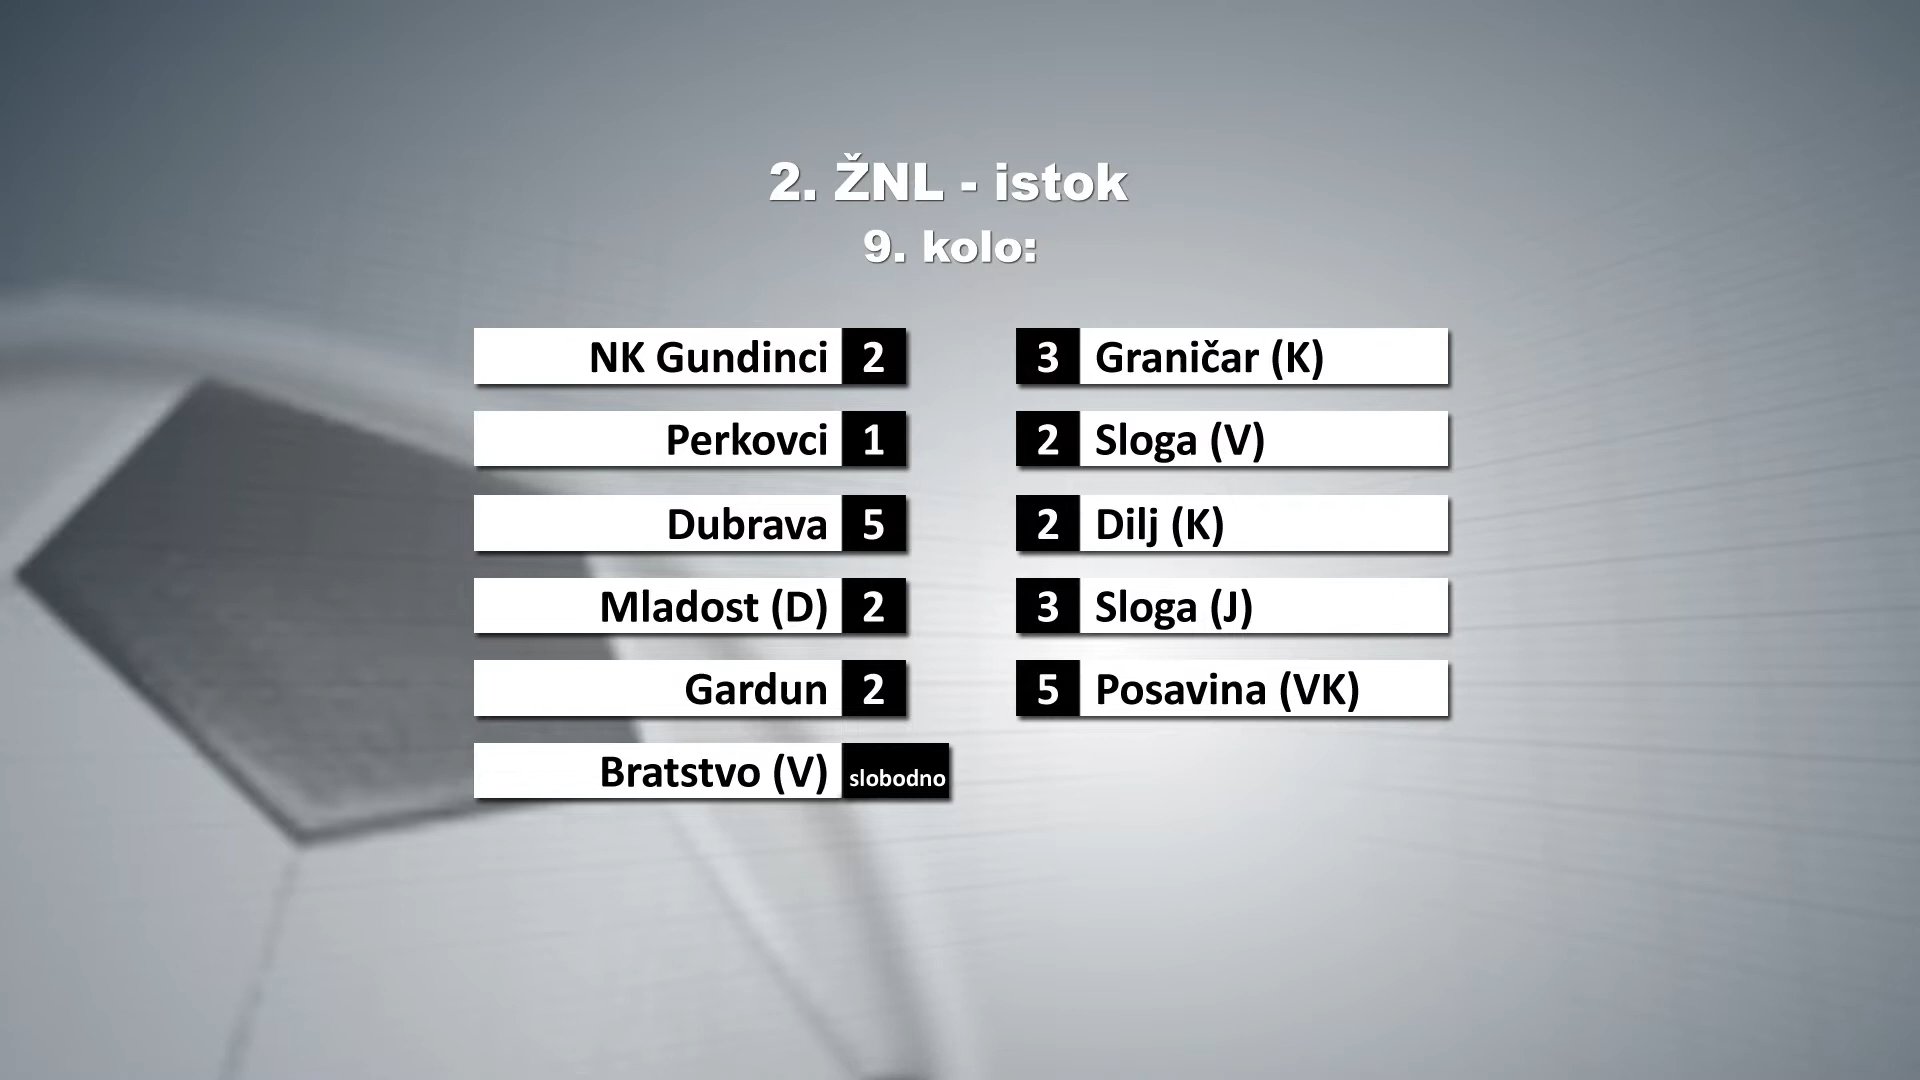 2. ŽNL - istok
9. kolo:
NK Gundinci 2 3 Graničar (K)
Perkovci 1 2 Sloga (V)
Dubrava 5 2 Dilj (K)
Mladost (D) 2 3 Sloga (J)
Gardun 2 5 Posavina (VK)
Bratstvo (V) slobodno